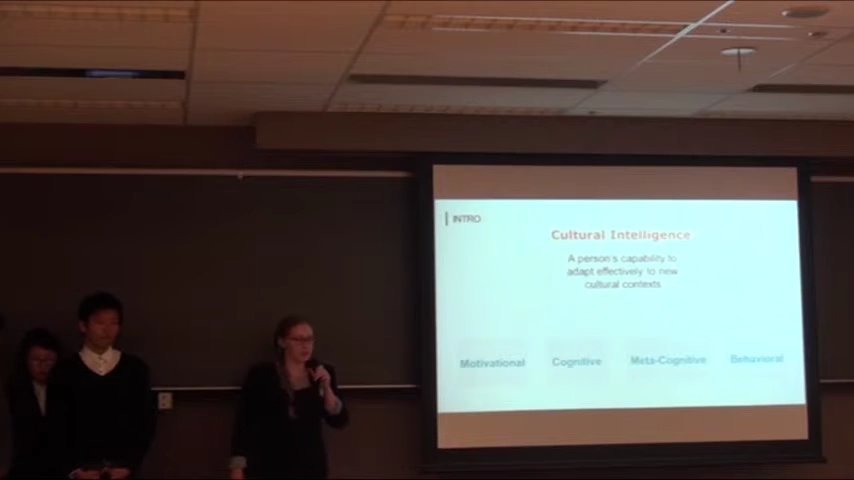 INTRO
Cultural Intelligence
A person's capability to
adapt effectively to new
cultural contexts
Motivational Cognitive Meta-Cognitive Behavioral